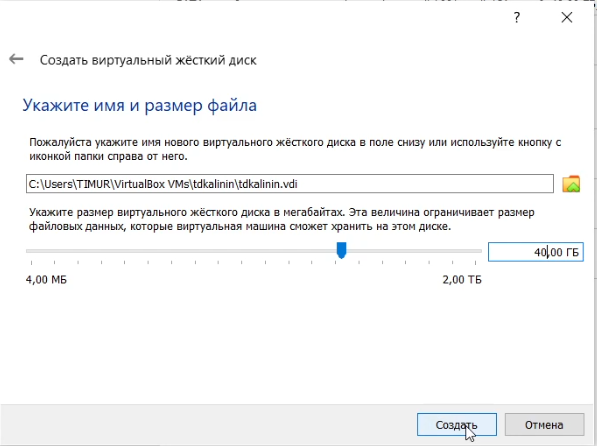 ?
Создать виртуальный жёсткий диск
Укажите имя и размер файла
Пожалуйста укажите имя нового виртуального жёсткого диска в поле снизу или используйте кнопку с
иконкой папки справа от него.
C:\Users\TIMUR\VirtualBox VMs\tdkalinin\tdkalinin.vdi
Укажите размер виртуального жёсткого диска в мегабайтах. Эта величина ограничивает размер
файловых данных, которые виртуальная машина сможет хранить на этом диске.
40,00 ГБ
4,00 МБ 2,00 ТБ
Создать Отмена